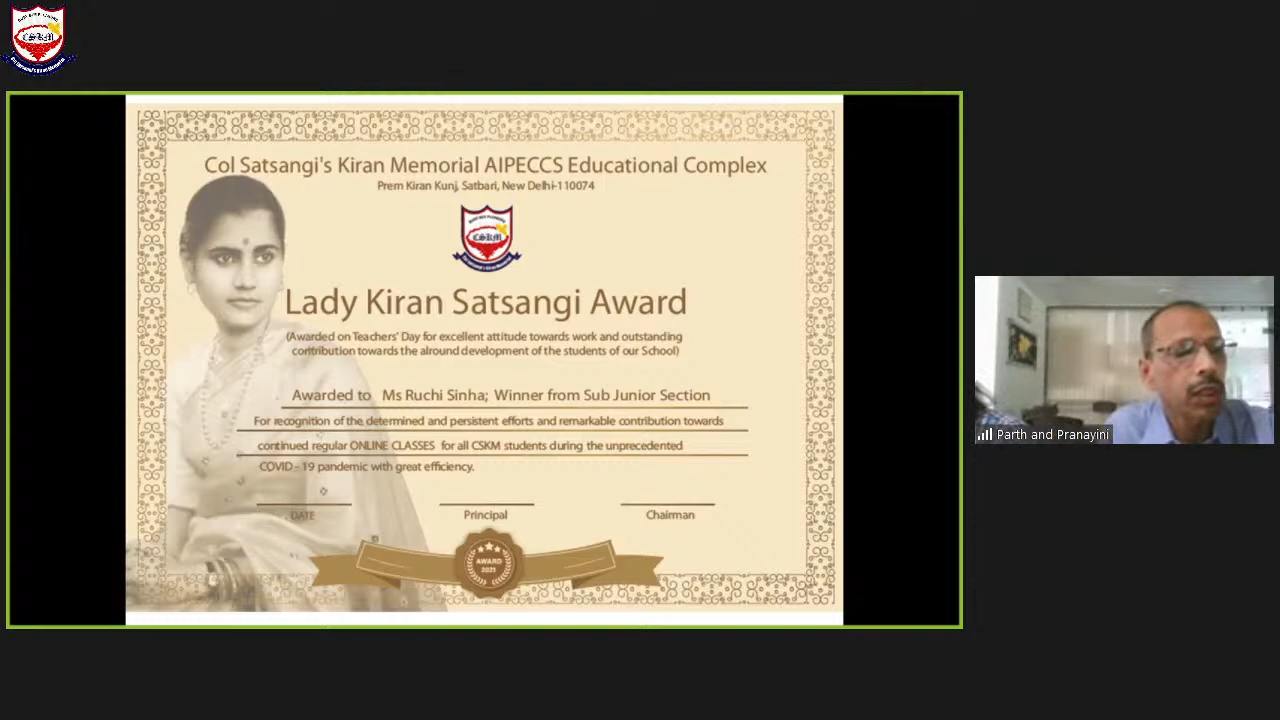 CSKM
Col Satsangi's Kiran Memorial AIPECCS Educational Complex
Prem Kiran Kunj, Satbari, New Delhi-110074
CSKM
Lady Kiran Satsangi Award
(Awarded on Teachers' Day for excellent attitude towards work and outstanding
contribution towards the alround development of the students of our School)
Awarded to Ms Ruchi Sinha; Winner from Sub Junior Section
For recognition of the determined and persistent efforts and remarkable contribution towards
continued regular ONLINE CLASSES for all CSKM students during the unprecedented
COVID - 19 pandemic with great efficiency.
DATE
Principal
Chairman
AWARD
2021
Parth and Pranayini